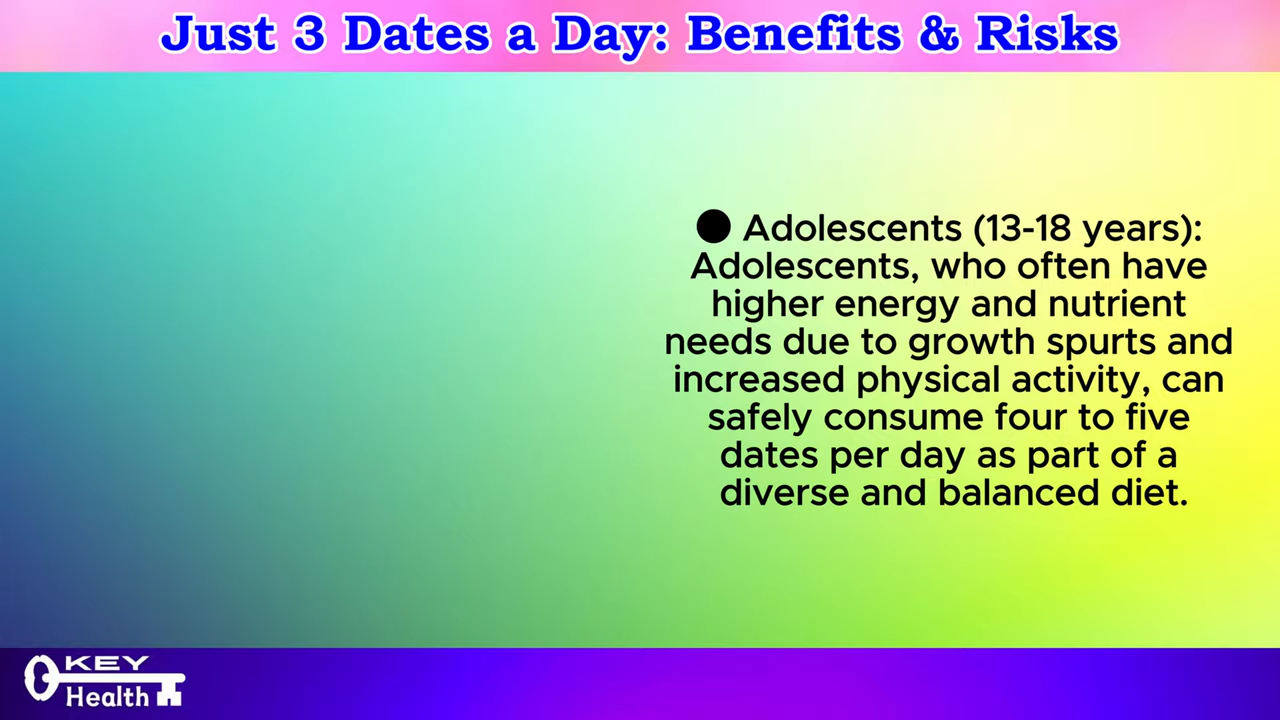 Just 3 Dates a Day: Benefits & Risks
● Adolescents (13-18 years):
Adolescents, who often have
higher energy and nutrient
needs due to growth spurts and
increased physical activity, can
safely consume four to five
dates per day as part of a
diverse and balanced diet.
KEY
Health